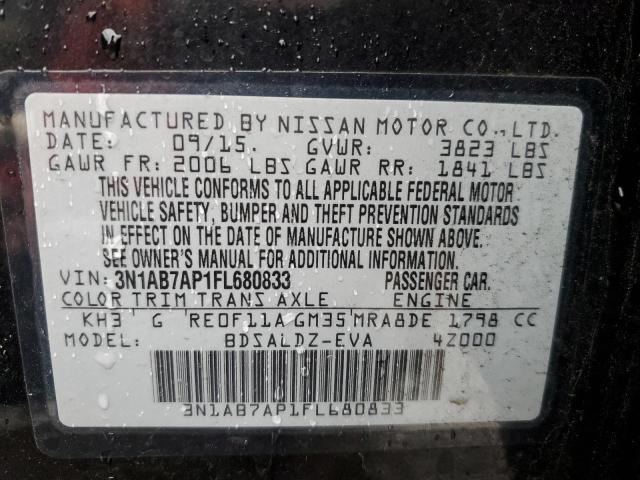 MANUFACTURED BY NISSAN MOTOR CO.,LTD.
DATE: 09/15. GVWR: 3823 LBS
GAWR FR: 2006 LBS GAWR RR: 1841 LBS
THIS VEHICLE CONFORMS TO ALL APPLICABLE FEDERAL MOTOR
VEHICLE SAFETY, BUMPER AND THEFT PREVENTION STANDARDS
IN EFFECT ON THE DATE OF MANUFACTURE SHOWN ABOVE.
SEE OWNER'S MANUAL FOR ADDITIONAL INFORMATION.
VIN: 3N1AB7AP1FL680833 PASSENGER CAR.
COLOR TRIM TRANS AXLE ENGINE
KH3 G RE0F11A GM35 MRA8DE 1798 CC
MODEL: BDSALDZ-EVA 4Z000
3N1AB7AP1FL680833